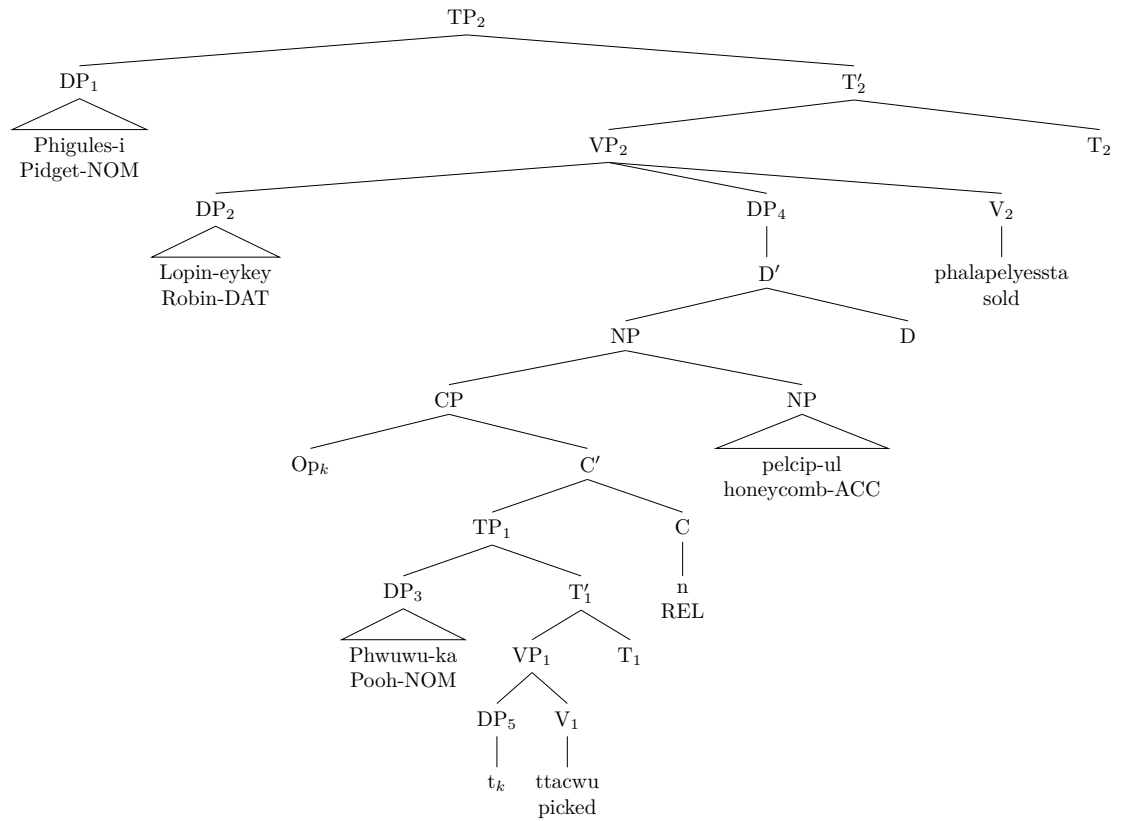 TP₂
DP₁ T′₂
Phigules-i
Pidget-NOM
VP₂ T₂
DP₂ DP₄ V₂
Lopin-eykey
Robin-DAT
D′
phalapelyessta
sold
NP D
CP NP
Opₖ C′
pelcip-ul
honeycomb-ACC
TP₁ C
DP₃ T′₁
n
REL
Phwuwu-ka
Pooh-NOM
VP₁ T₁
DP₅ V₁
tₖ ttacwu
picked